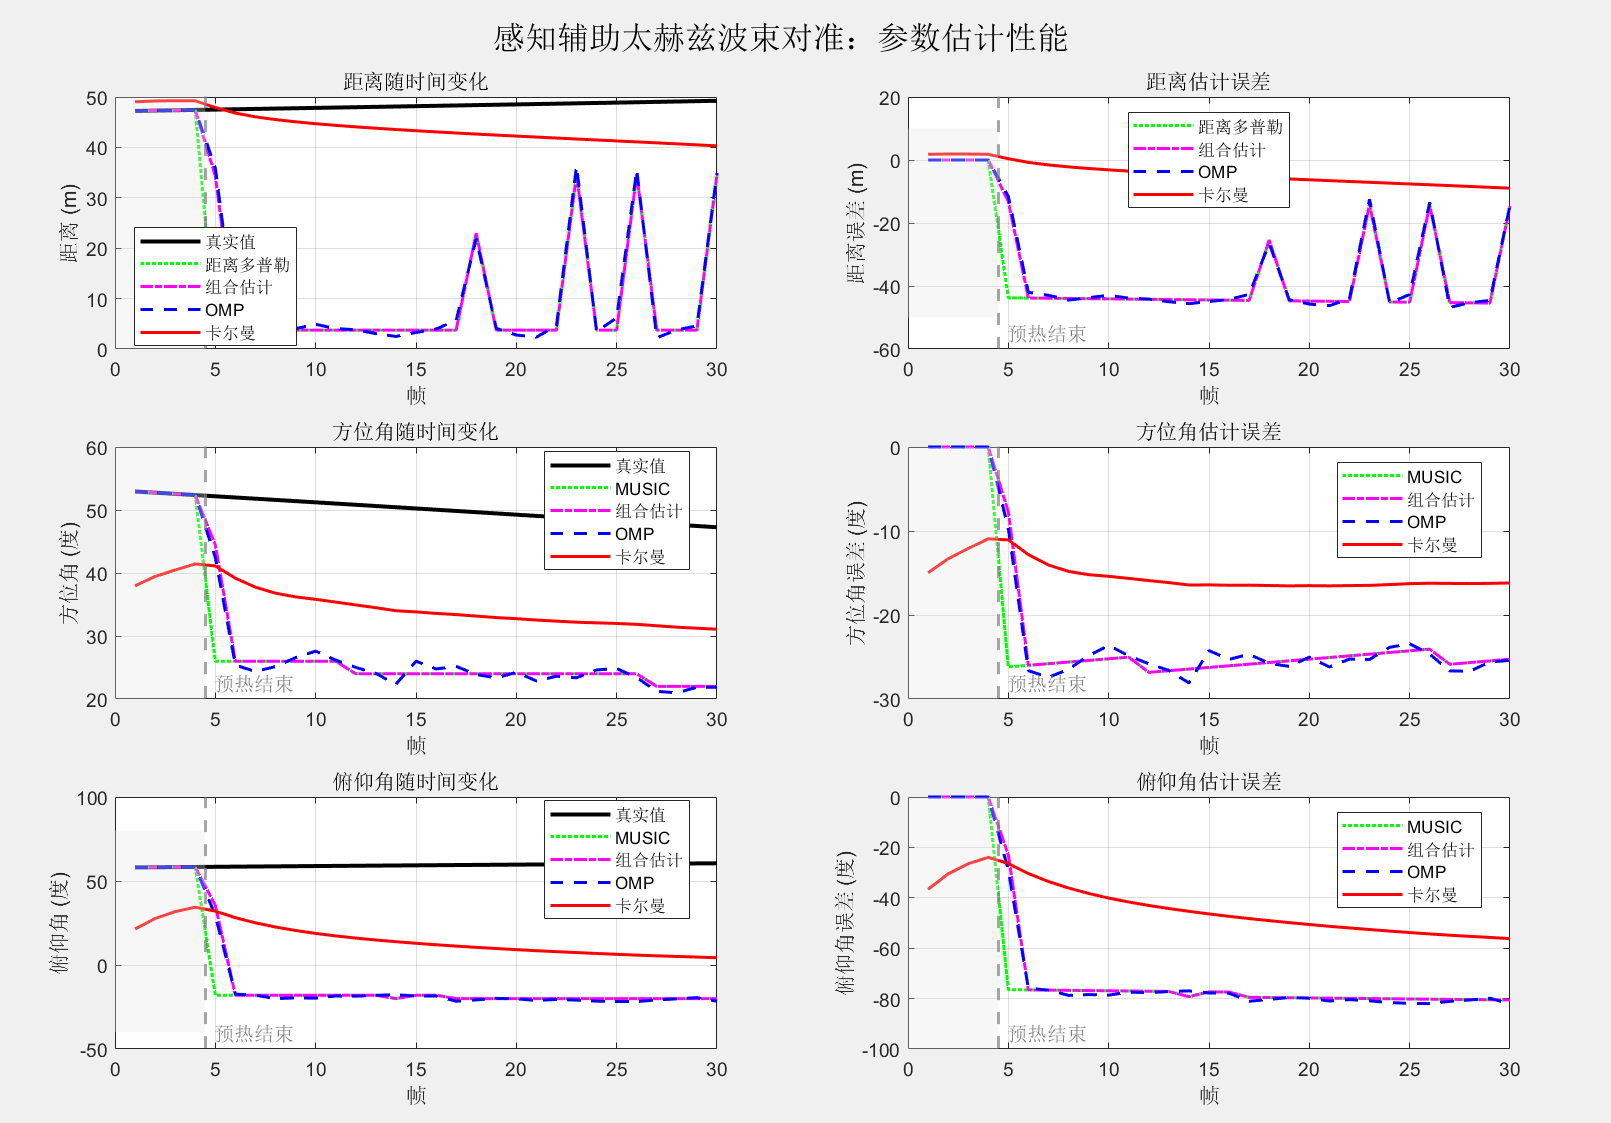 感知辅助太赫兹波束对准：参数估计性能
距离随时间变化
50
40
30
20
10
0
距离 (m)
真实值
距离多普勒
组合估计
OMP
卡尔曼
0 5 10 15 20 25 30
帧
距离估计误差
20
0
-20
-40
-60
距离误差 (m)
距离多普勒
组合估计
OMP
卡尔曼
预热结束
0 5 10 15 20 25 30
帧
方位角随时间变化
60
50
40
30
20
方位角 (度)
真实值
MUSIC
组合估计
OMP
卡尔曼
预热结束
0 5 10 15 20 25 30
帧
方位角估计误差
0
-10
-20
-30
方位角误差 (度)
MUSIC
组合估计
OMP
卡尔曼
预热结束
0 5 10 15 20 25 30
帧
俯仰角随时间变化
100
50
0
-50
俯仰角 (度)
真实值
MUSIC
组合估计
OMP
卡尔曼
预热结束
0 5 10 15 20 25 30
帧
俯仰角估计误差
0
-20
-40
-60
-80
-100
俯仰角误差 (度)
MUSIC
组合估计
OMP
卡尔曼
预热结束
0 5 10 15 20 25 30
帧